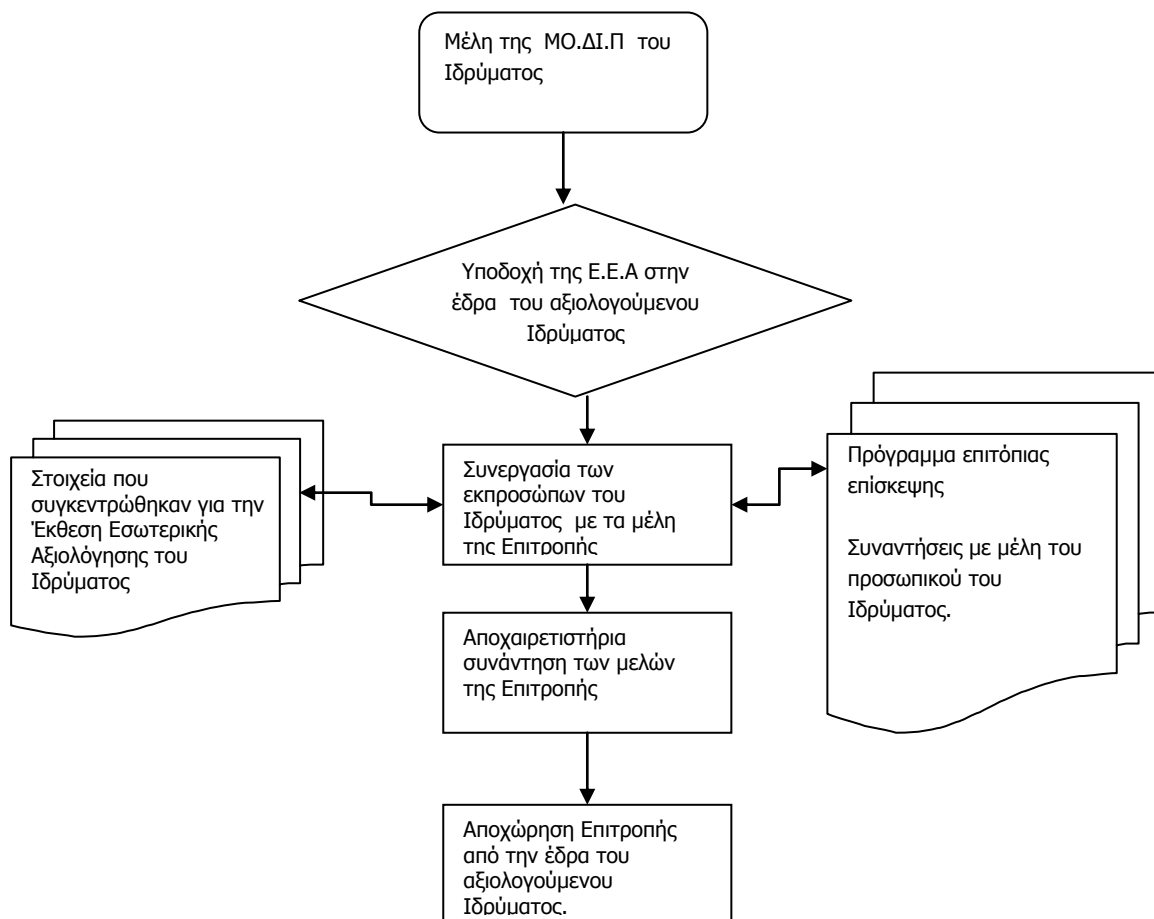 Μέλη της ΜΟ.ΔΙ.Π του
Ιδρύματος
Υποδοχή της Ε.Ε.Α στην
έδρα του αξιολογούμενου
Ιδρύματος
Στοιχεία που
συγκεντρώθηκαν για την
Έκθεση Εσωτερικής
Αξιολόγησης του
Ιδρύματος
Συνεργασία των
εκπροσώπων του
Ιδρύματος με τα μέλη
της Επιτροπής
Πρόγραμμα επιτόπιας
επίσκεψης
Συναντήσεις με μέλη του
προσωπικού του
Ιδρύματος.
Αποχαιρετιστήρια
συνάντηση των μελών
της Επιτροπής
Αποχώρηση Επιτροπής
από την έδρα του
αξιολογούμενου
Ιδρύματος.